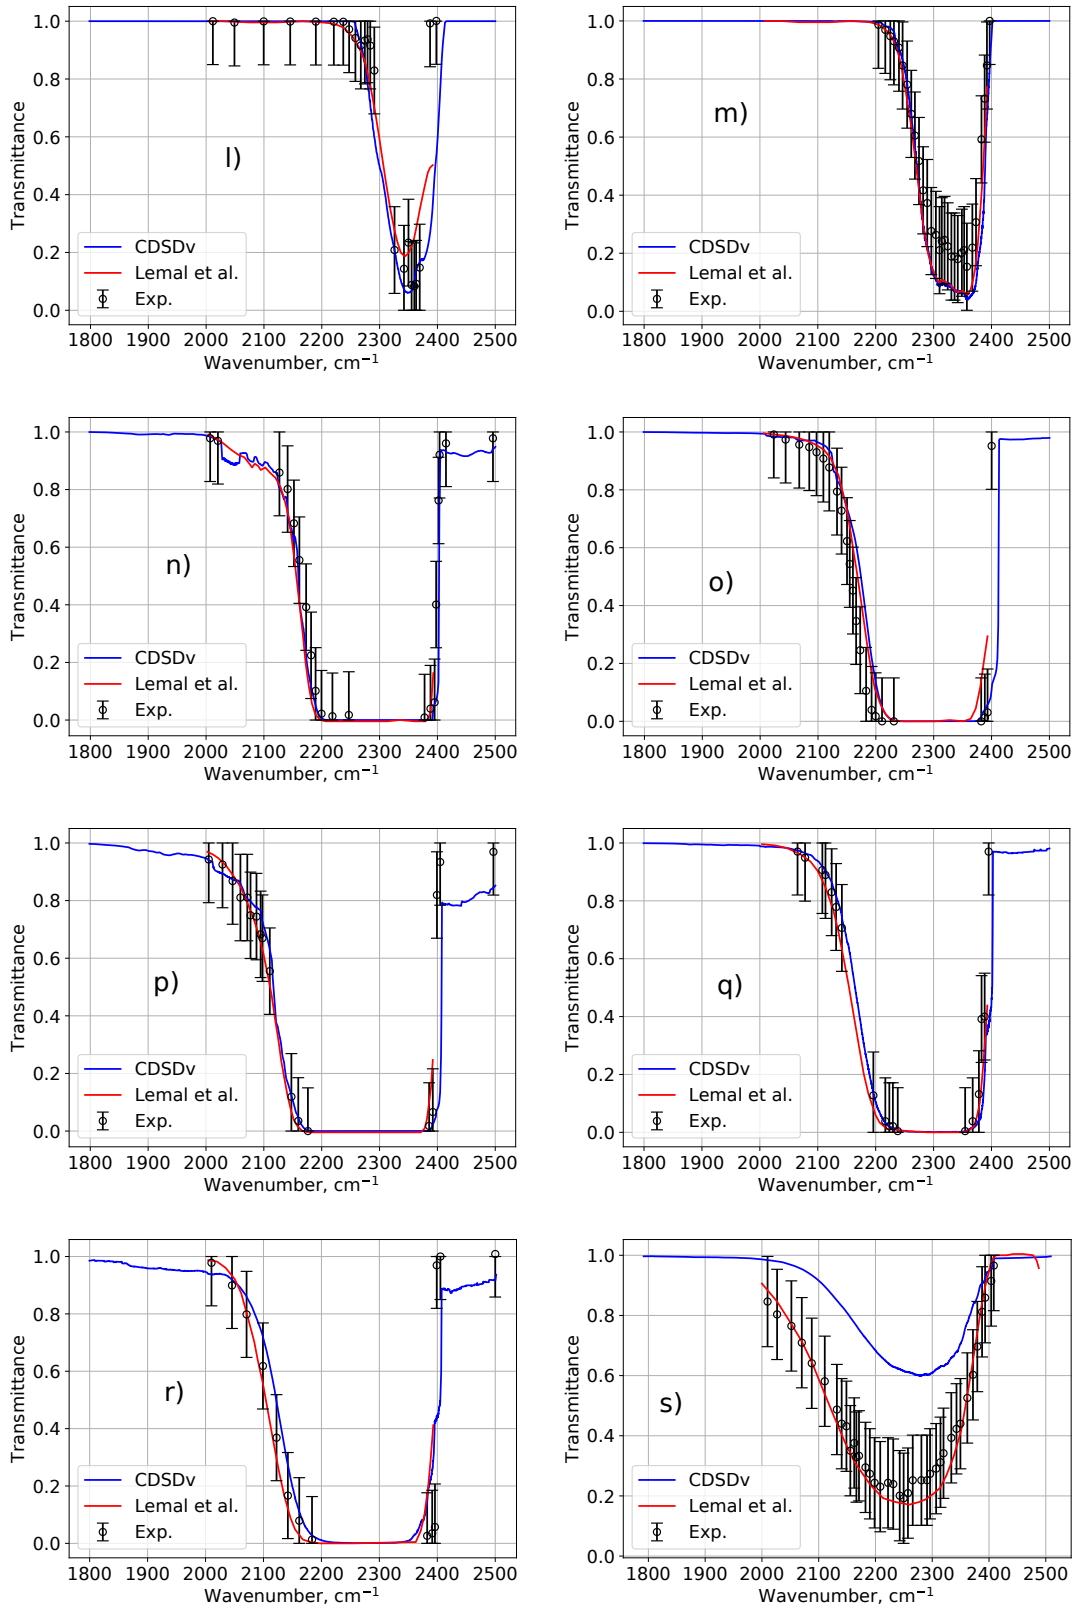 1.0
0.8
0.6
0.4
0.2
0.0
Transmittance
l)
CDSDv
Lemal et al.
Exp.
1800 1900 2000 2100 2200 2300 2400 2500
Wavenumber, cm⁻¹
1.0
0.8
0.6
0.4
0.2
0.0
Transmittance
m)
CDSDv
Lemal et al.
Exp.
1800 1900 2000 2100 2200 2300 2400 2500
Wavenumber, cm⁻¹
1.0
0.8
0.6
0.4
0.2
0.0
Transmittance
n)
CDSDv
Lemal et al.
Exp.
1800 1900 2000 2100 2200 2300 2400 2500
Wavenumber, cm⁻¹
1.0
0.8
0.6
0.4
0.2
0.0
Transmittance
o)
CDSDv
Lemal et al.
Exp.
1800 1900 2000 2100 2200 2300 2400 2500
Wavenumber, cm⁻¹
1.0
0.8
0.6
0.4
0.2
0.0
Transmittance
p)
CDSDv
Lemal et al.
Exp.
1800 1900 2000 2100 2200 2300 2400 2500
Wavenumber, cm⁻¹
1.0
0.8
0.6
0.4
0.2
0.0
Transmittance
q)
CDSDv
Lemal et al.
Exp.
1800 1900 2000 2100 2200 2300 2400 2500
Wavenumber, cm⁻¹
1.0
0.8
0.6
0.4
0.2
0.0
Transmittance
r)
CDSDv
Lemal et al.
Exp.
1800 1900 2000 2100 2200 2300 2400 2500
Wavenumber, cm⁻¹
1.0
0.8
0.6
0.4
0.2
0.0
Transmittance
s)
CDSDv
Lemal et al.
Exp.
1800 1900 2000 2100 2200 2300 2400 2500
Wavenumber, cm⁻¹